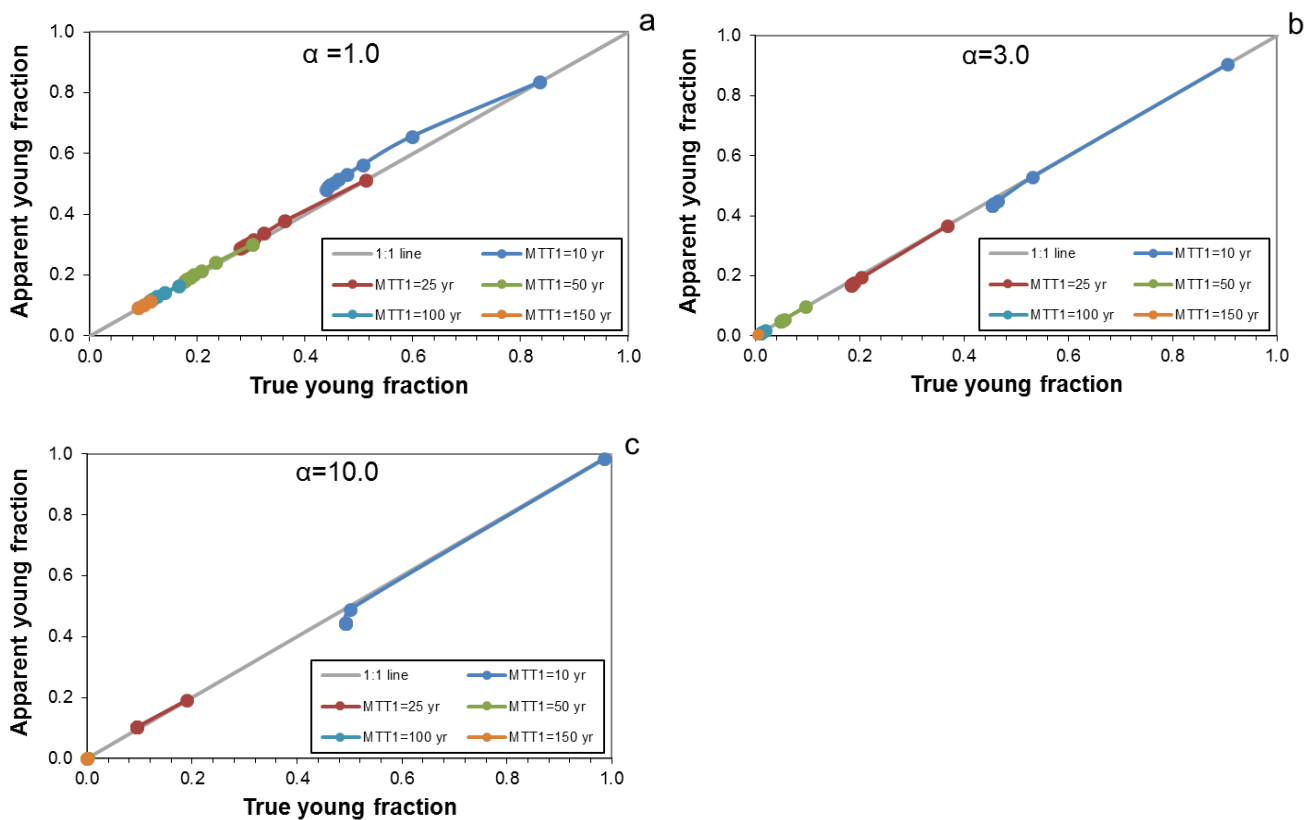 a
α =1.0
Apparent young fraction
1.0
0.8
0.6
0.4
0.2
0.0
1:1 line
MTT1=10 yr
MTT1=25 yr
MTT1=50 yr
MTT1=100 yr
MTT1=150 yr
0.0 0.2 0.4 0.6 0.8 1.0
True young fraction
b
α=3.0
Apparent young fraction
1.0
0.8
0.6
0.4
0.2
0.0
1:1 line
MTT1=10 yr
MTT1=25 yr
MTT1=50 yr
MTT1=100 yr
MTT1=150 yr
0.0 0.2 0.4 0.6 0.8 1.0
True young fraction
c
α=10.0
Apparent young fraction
1.0
0.8
0.6
0.4
0.2
0.0
1:1 line
MTT1=10 yr
MTT1=25 yr
MTT1=50 yr
MTT1=100 yr
MTT1=150 yr
0.0 0.2 0.4 0.6 0.8 1.0
True young fraction